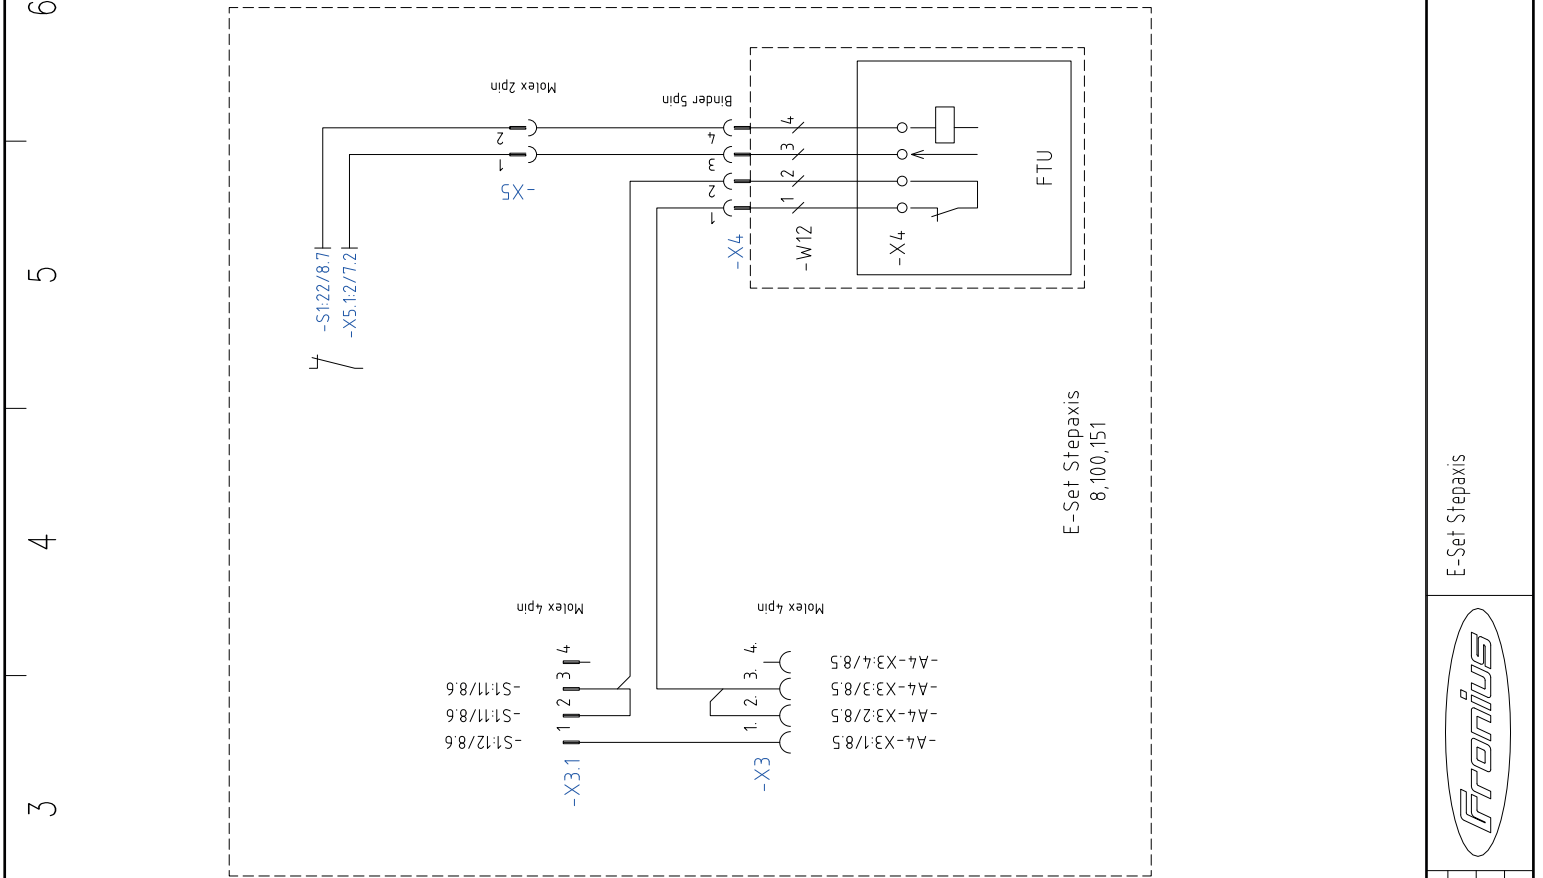 6
5
4
3
Molex 2pin
Binder 5pin
2
1
-X5
4
3
2
1
-X4
4
3
2
1
-W12
-X4
FTU
-S1:22/8.7
-X5.1:2/7.2
E-Set Stepaxis
8,100,151
Molex 4pin
Molex 4pin
4
3
2
1
-X3.1
-S1:11/8.6
-S1:11/8.6
-S1:12/8.6
4.
3.
2.
1.
-X3
-A4-X3:4/8.5
-A4-X3:3/8.5
-A4-X3:2/8.5
-A4-X3:1/8.5
E-Set Stepaxis
Fronius